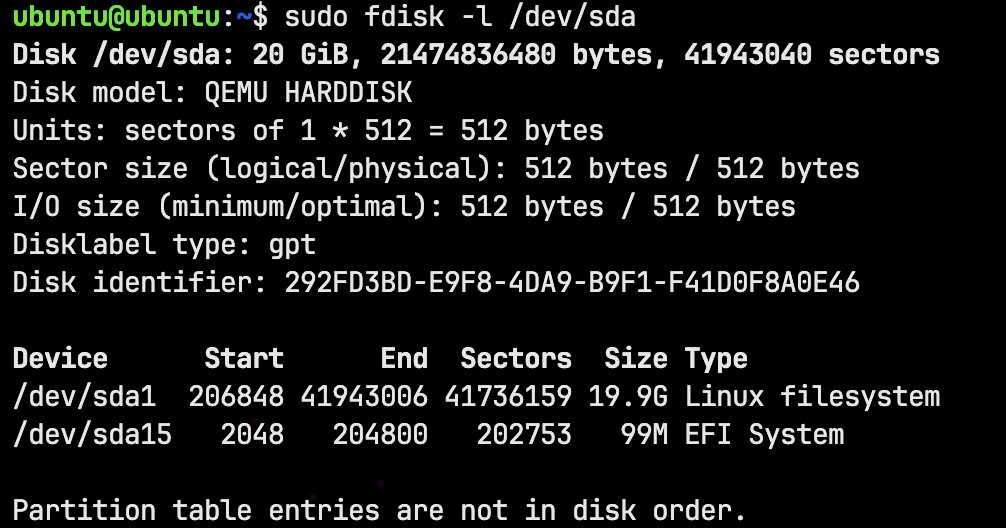 ubuntu@ubuntu:~$ sudo fdisk -l /dev/sda
Disk /dev/sda: 20 GiB, 21474836480 bytes, 41943040 sectors
Disk model: QEMU HARDDISK
Units: sectors of 1 * 512 = 512 bytes
Sector size (logical/physical): 512 bytes / 512 bytes
I/O size (minimum/optimal): 512 bytes / 512 bytes
Disklabel type: gpt
Disk identifier: 292FD3BD-E9F8-4DA9-B9F1-F41D0F8A0E46
Device      Start      End  Sectors  Size Type
/dev/sda1  206848 41943006 41736159 19.9G Linux filesystem
/dev/sda15   2048   204800   202753   99M EFI System
Partition table entries are not in disk order.